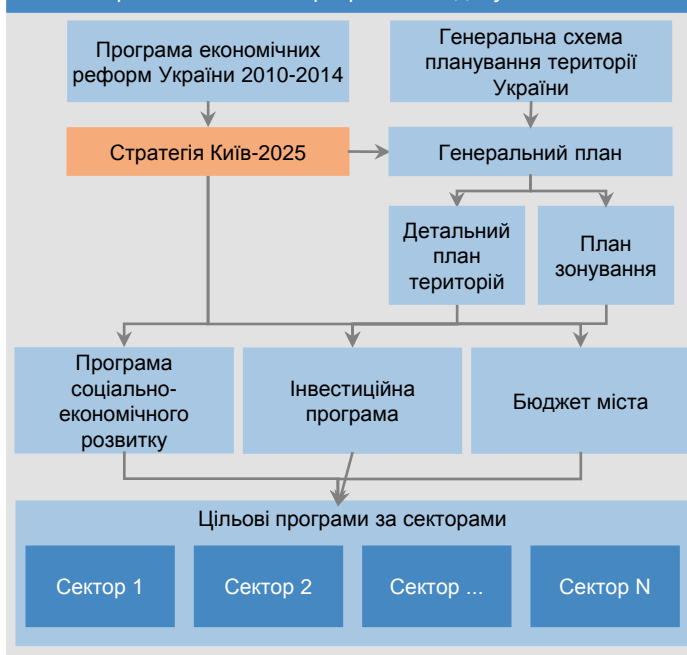 Програма економічних
реформ України 2010-2014
Генеральна схема
планування території
України
Стратегія Київ-2025
Генеральний план
Детальний
план
територій
План
зонування
Програма
соціально-
економічного
розвитку
Інвестиційна
програма
Бюджет міста
Цільові програми за секторами
Сектор 1
Сектор 2
Сектор ...
Сектор N